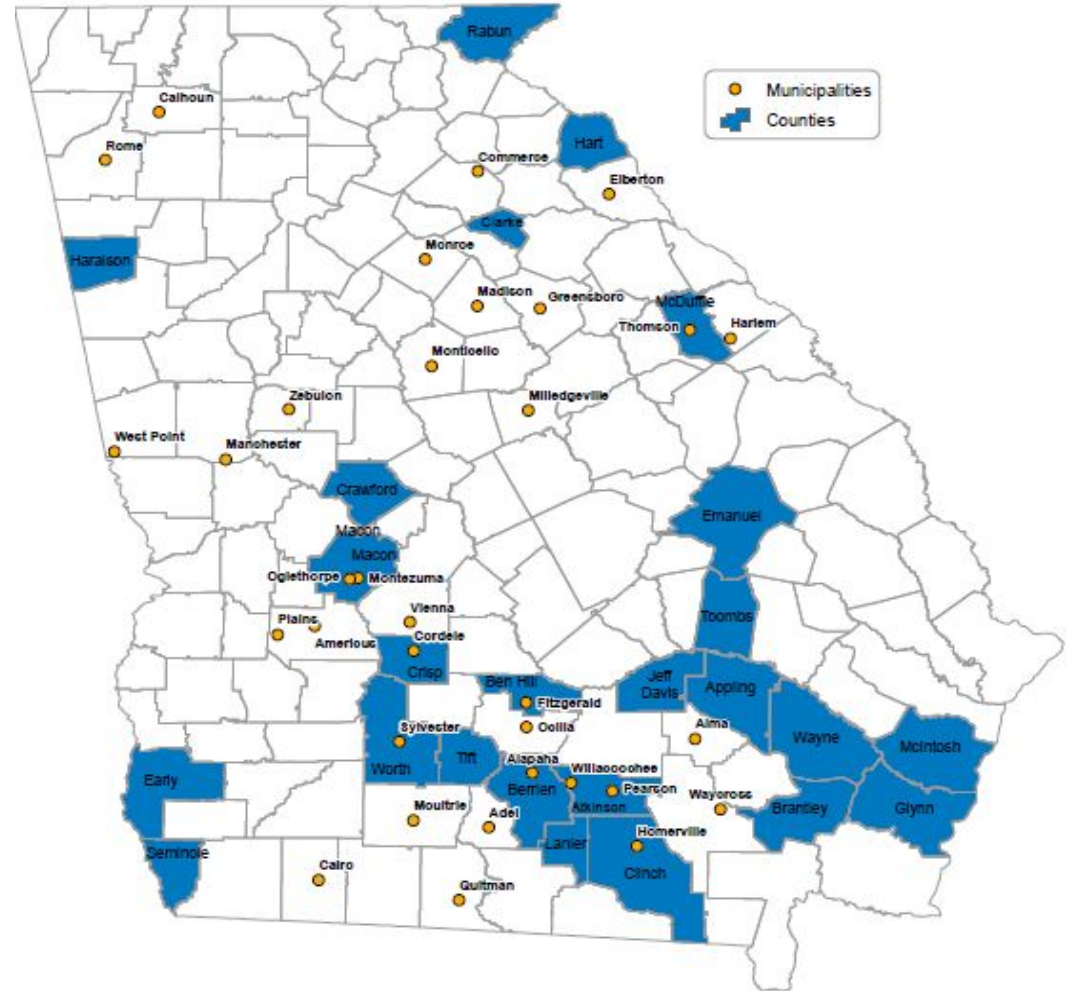 Rabun
Municipalities
Counties
Calhoun
Rome
Hart
Commerce
Elberton
Clarke
Monroe
Haralson
Madison
Greensboro
McDuffie
Thomson
Harlem
Monticello
Zebulon
Milledgeville
West Point
Manchester
Crawford
Emanuel
Macon
Macon
Oglethorpe
Montezuma
Toombs
Vienna
Plains
Americus
Cordele
Crisp
Ben Hill
Jeff
Davis
Appling
Fitzgerald
Ocilla
Alma
Sylvester
Wayne
McIntosh
Worth
Tift
Alapaha
Willacoochee
Early
Berrien
Pearson
Atkinson
Waycross
Brantley
Glynn
Moultrie
Adel
Homerville
Lanier
Seminole
Clinch
Cairo
Quitman